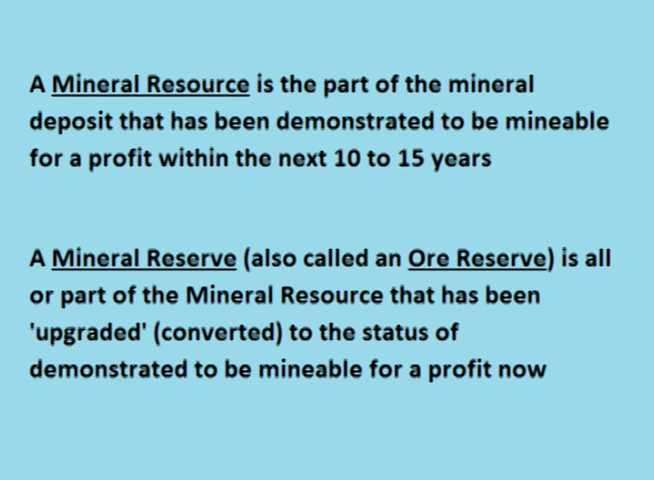 A Mineral Resource is the part of the mineral
deposit that has been demonstrated to be mineable
for a profit within the next 10 to 15 years
A Mineral Reserve (also called an Ore Reserve) is all
or part of the Mineral Resource that has been
'upgraded' (converted) to the status of
demonstrated to be mineable for a profit now